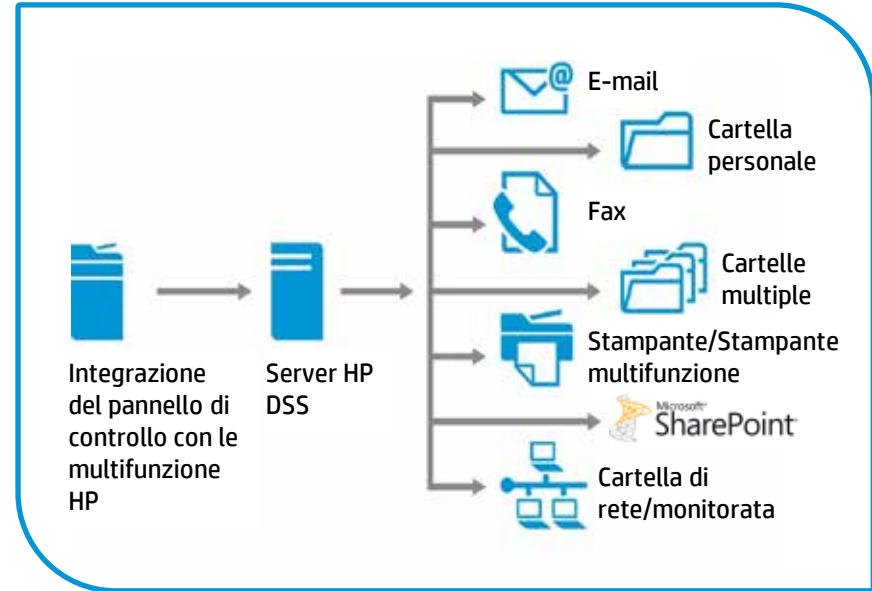 E-mail
Cartella
personale
Fax
Cartelle
multiple
Stampante/Stampante
multifunzione
Microsoft
SharePoint
Cartella di
rete/monitorata
Integrazione
del pannello di
controllo con le
multifunzione
HP
Server HP
DSS